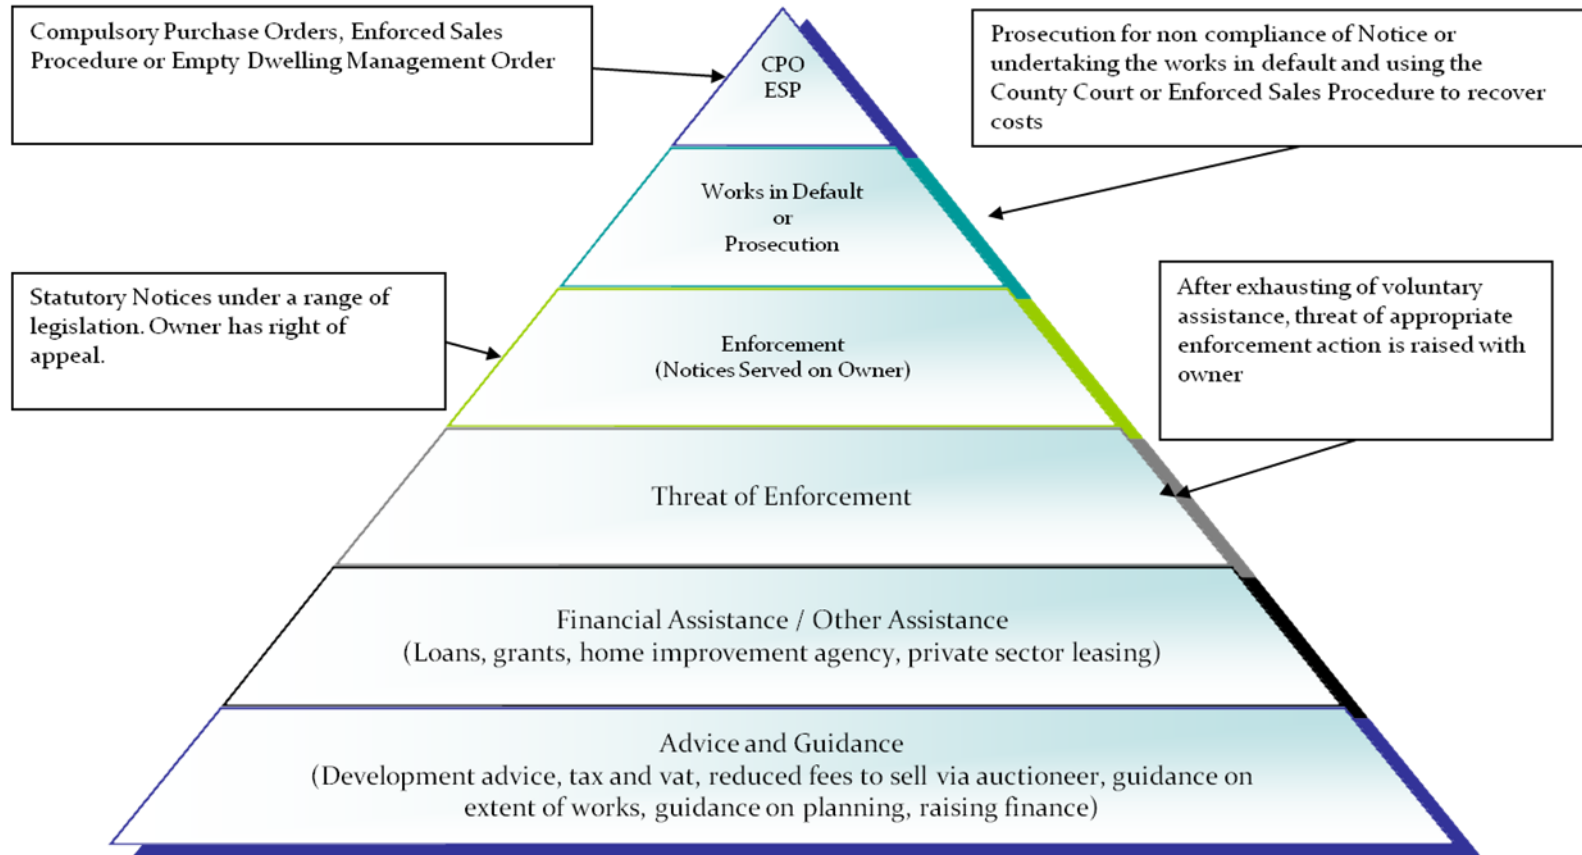 Compulsory Purchase Orders, Enforced Sales
Procedure or Empty Dwelling Management Order
CPO
ESP
Prosecution for non compliance of Notice or
undertaking the works in default and using the
County Court or Enforced Sales Procedure to recover
costs
Works in Default
or
Prosecution
Statutory Notices under a range of
legislation. Owner has right of
appeal.
After exhausting of voluntary
assistance, threat of appropriate
enforcement action is raised with
owner
Enforcement
(Notices Served on Owner)
Threat of Enforcement
Financial Assistance / Other Assistance
(Loans, grants, home improvement agency, private sector leasing)
Advice and Guidance
(Development advice, tax and vat, reduced fees to sell via auctioneer, guidance on
extent of works, guidance on planning, raising finance)